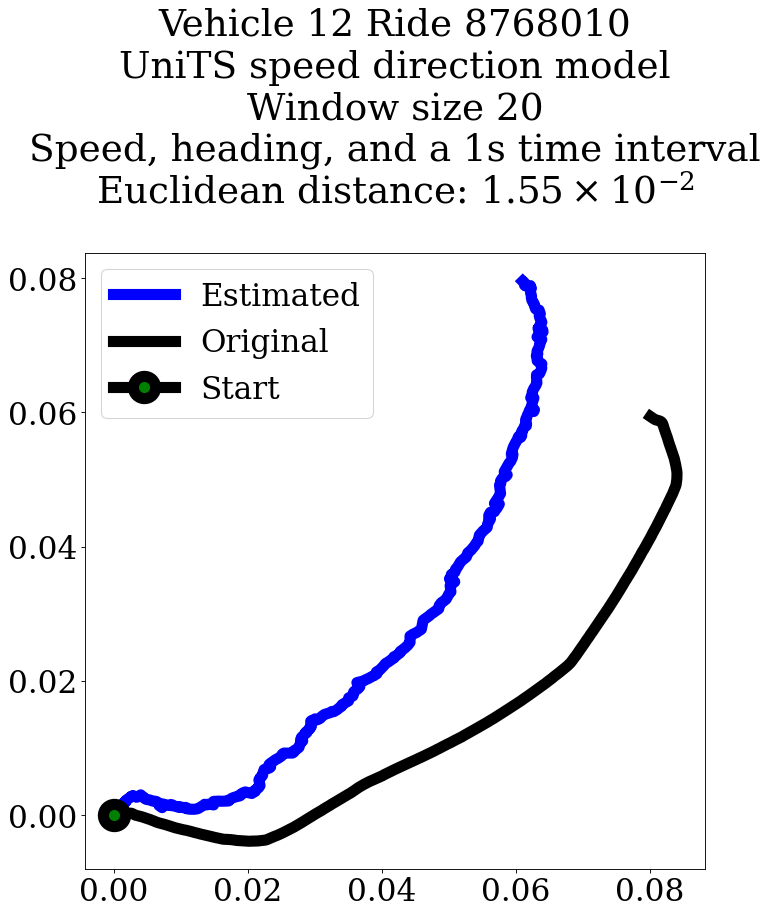 Vehicle 12 Ride 8768010
UniTS speed direction model
Window size 20
Speed, heading, and a 1s time interval
Euclidean distance: 1.55 × 10⁻²
Estimated
Original
Start
0.08
0.06
0.04
0.02
0.00
0.00 0.02 0.04 0.06 0.08